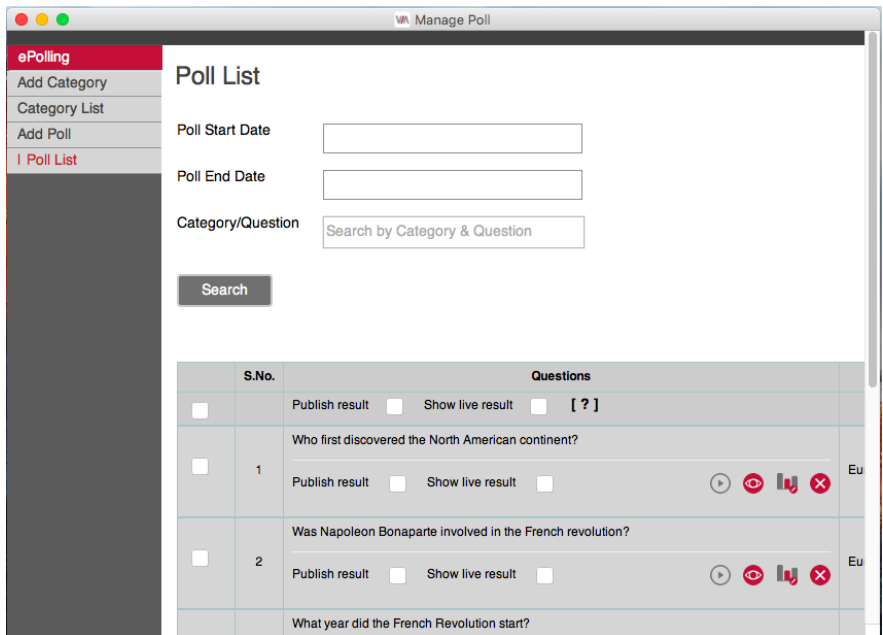 VIA Manage Poll
ePolling
Add Category
Category List
Add Poll
| Poll List
Poll List
Poll Start Date
Poll End Date
Category/Question
Search by Category & Question
Search
S.No. Questions
Publish result Show live result [ ? ]
Who first discovered the North American continent?
1
Eu
Publish result Show live result
Was Napoleon Bonaparte involved in the French revolution?
2
Eu
Publish result Show live result
What year did the French Revolution start?